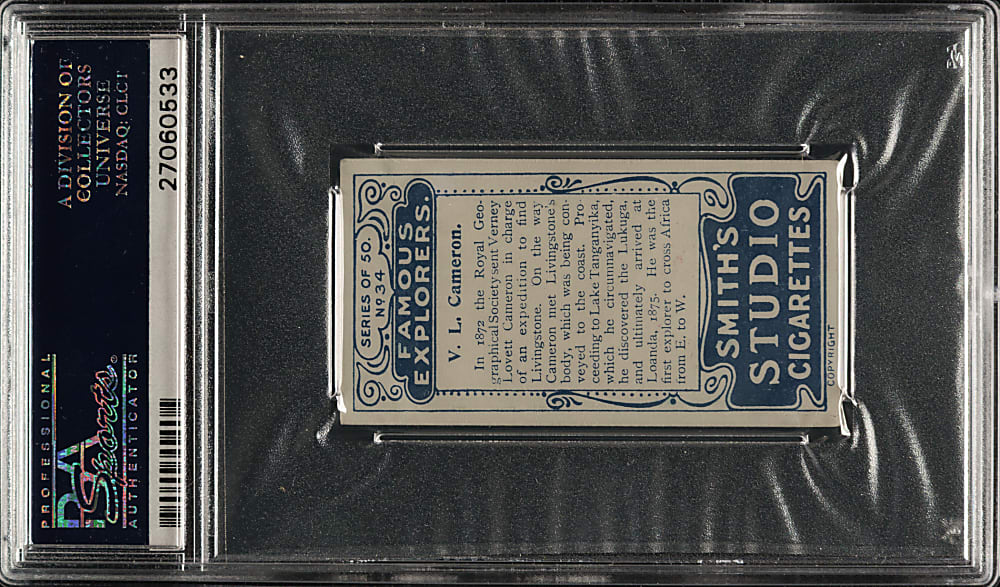 PROFESSIONAL
PSA
Sports
AUTHENTICATOR
A DIVISION OF
COLLECTORS
UNIVERSE
NASDAQ: CLCT
27060533
SERIES OF 50.
Nº 34
FAMOUS
EXPLORERS.
V. L. Cameron.
In 1872 the Royal Geo-
graphical Society sent Verney
Lovett Cameron in charge
of an expedition to find
Livingstone. On the way
Cameron met Livingstone's
body, which was being con-
veyed to the coast. Pro-
ceeding to Lake Tanganyika,
which he circumnavigated,
he discovered the Lukuga,
and ultimately arrived at
Loanda, 1875. He was the
first explorer to cross Africa
from E. to W.
SMITH'S
STUDIO
CIGARETTES
COPYRIGHT